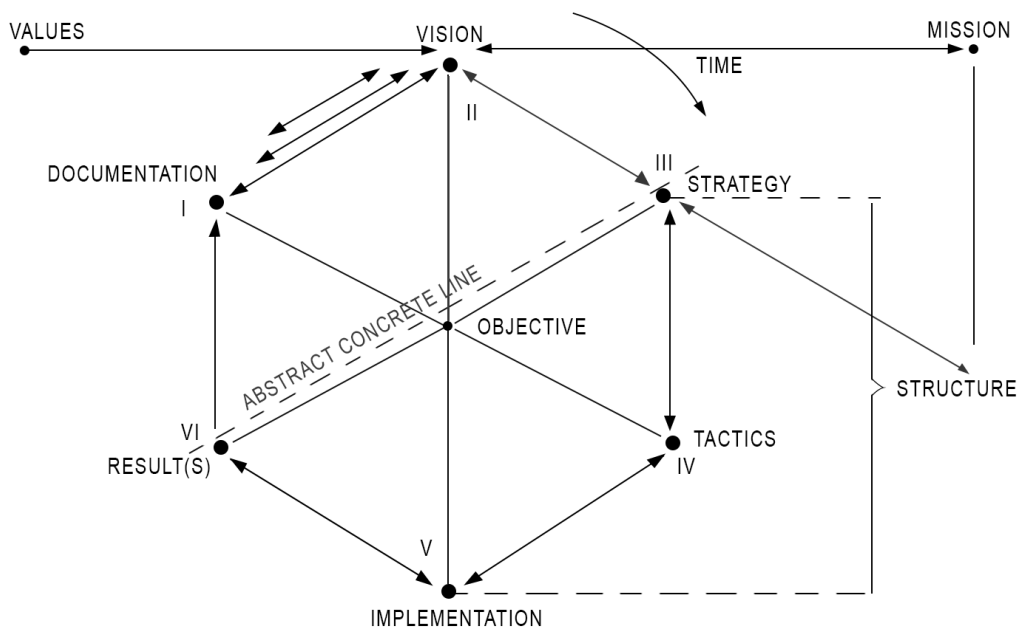 VALUES
VISION
MISSION
TIME
II
III
DOCUMENTATION
STRATEGY
I
ABSTRACT CONCRETE LINE
OBJECTIVE
STRUCTURE
VI
TACTICS
RESULT(S)
IV
V
IMPLEMENTATION